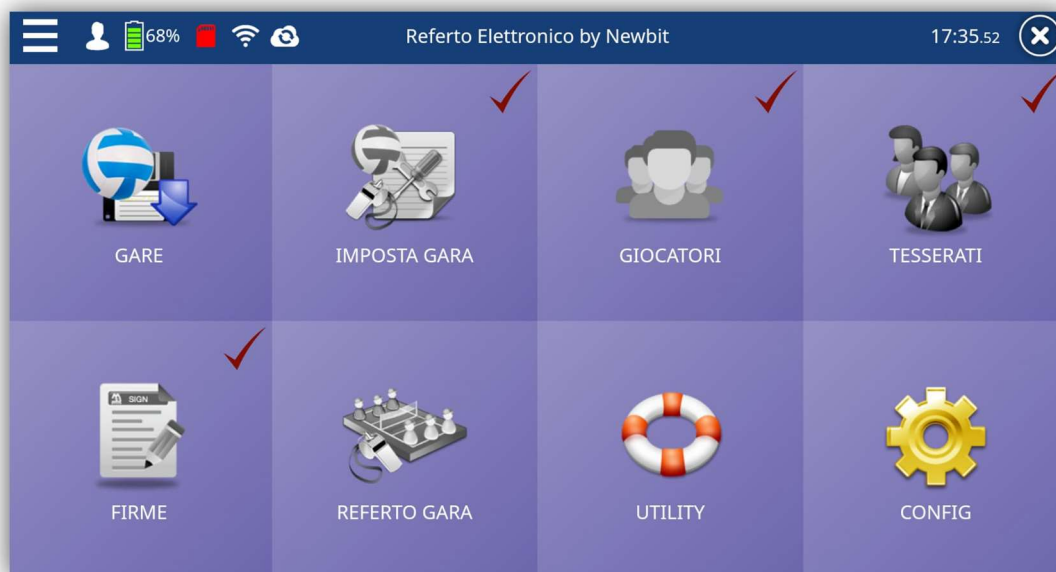 68%
Referto Elettronico by Newbit
17:35.52
GARE
IMPOSTA GARA
GIOCATORI
TESSERATI
SIGN
FIRME
REFERTO GARA
UTILITY
CONFIG